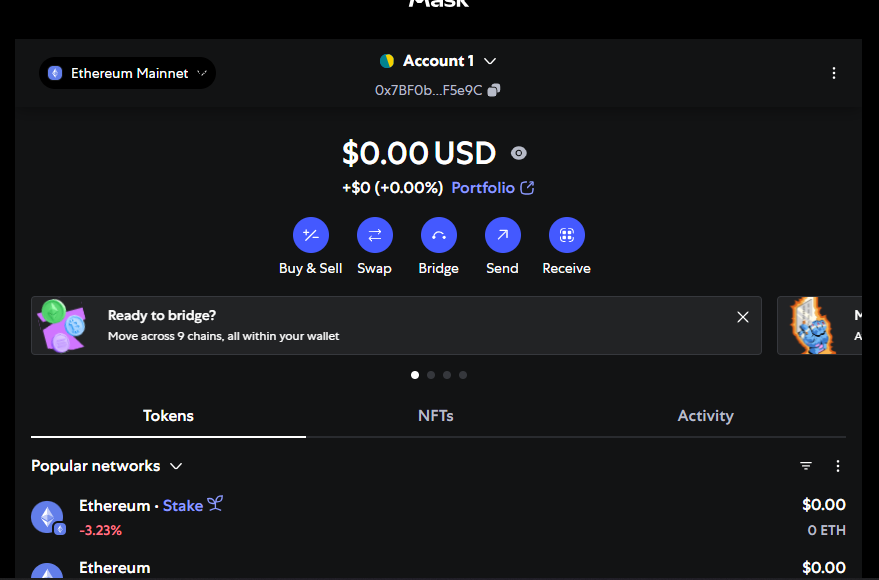 Mask
Ethereum Mainnet
Account 1
0x7BF0b...F5e9C
$0.00 USD
+$0 (+0.00%) Portfolio
Buy & Sell Swap Bridge Send Receive
Ready to bridge?
Move across 9 chains, all within your wallet
M
A
Tokens NFTs Activity
Popular networks
Ethereum • Stake $0.00
-3.23% 0 ETH
Ethereum $0.00